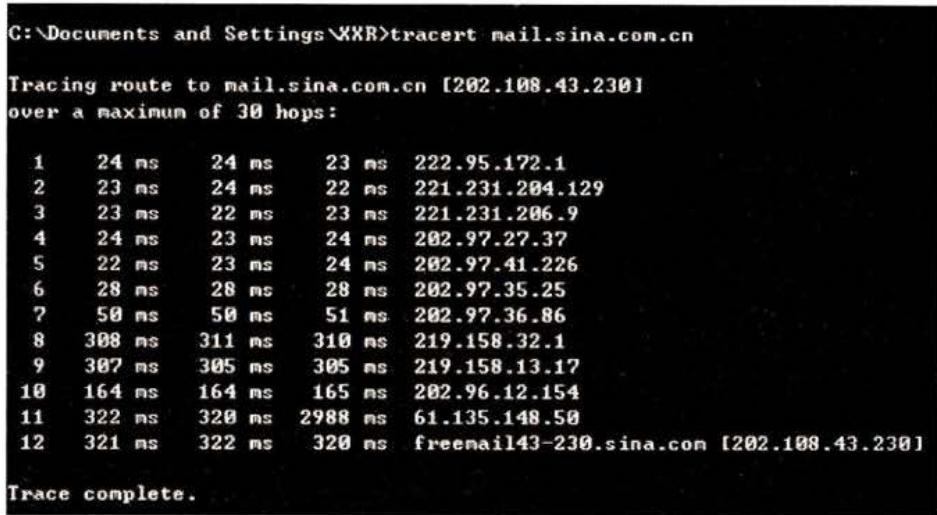 C:\Documents and Settings\XXR>tracert mail.sina.com.cn
Tracing route to mail.sina.com.cn [202.108.43.230]
over a maximum of 30 hops:
1 24 ms 24 ms 23 ms 222.95.172.1
2 23 ms 24 ms 22 ms 221.231.204.129
3 23 ms 22 ms 23 ms 221.231.206.9
4 24 ms 23 ms 24 ms 202.97.27.37
5 22 ms 23 ms 24 ms 202.97.41.226
6 28 ms 28 ms 28 ms 202.97.35.25
7 50 ms 50 ms 51 ms 202.97.36.86
8 308 ms 311 ms 310 ms 219.158.32.1
9 307 ms 305 ms 305 ms 219.158.13.17
10 164 ms 164 ms 165 ms 202.96.12.154
11 322 ms 320 ms 2988 ms 61.135.148.50
12 321 ms 322 ms 320 ms freemail43-230.sina.com [202.108.43.230]
Trace complete.